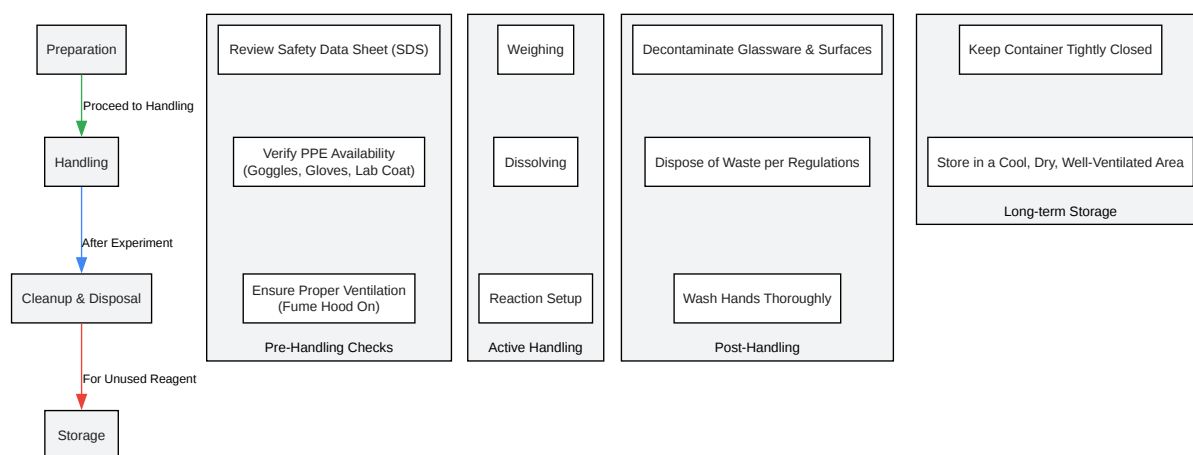 Preparation
Proceed to Handling
Handling
After Experiment
Cleanup & Disposal
For Unused Reagent
Storage
Review Safety Data Sheet (SDS)
Verify PPE Availability
(Goggles, Gloves, Lab Coat)
Ensure Proper Ventilation
(Fume Hood On)
Pre-Handling Checks
Weighing
Dissolving
Reaction Setup
Active Handling
Decontaminate Glassware & Surfaces
Dispose of Waste per Regulations
Wash Hands Thoroughly
Post-Handling
Keep Container Tightly Closed
Store in a Cool, Dry, Well-Ventilated Area
Long-term Storage